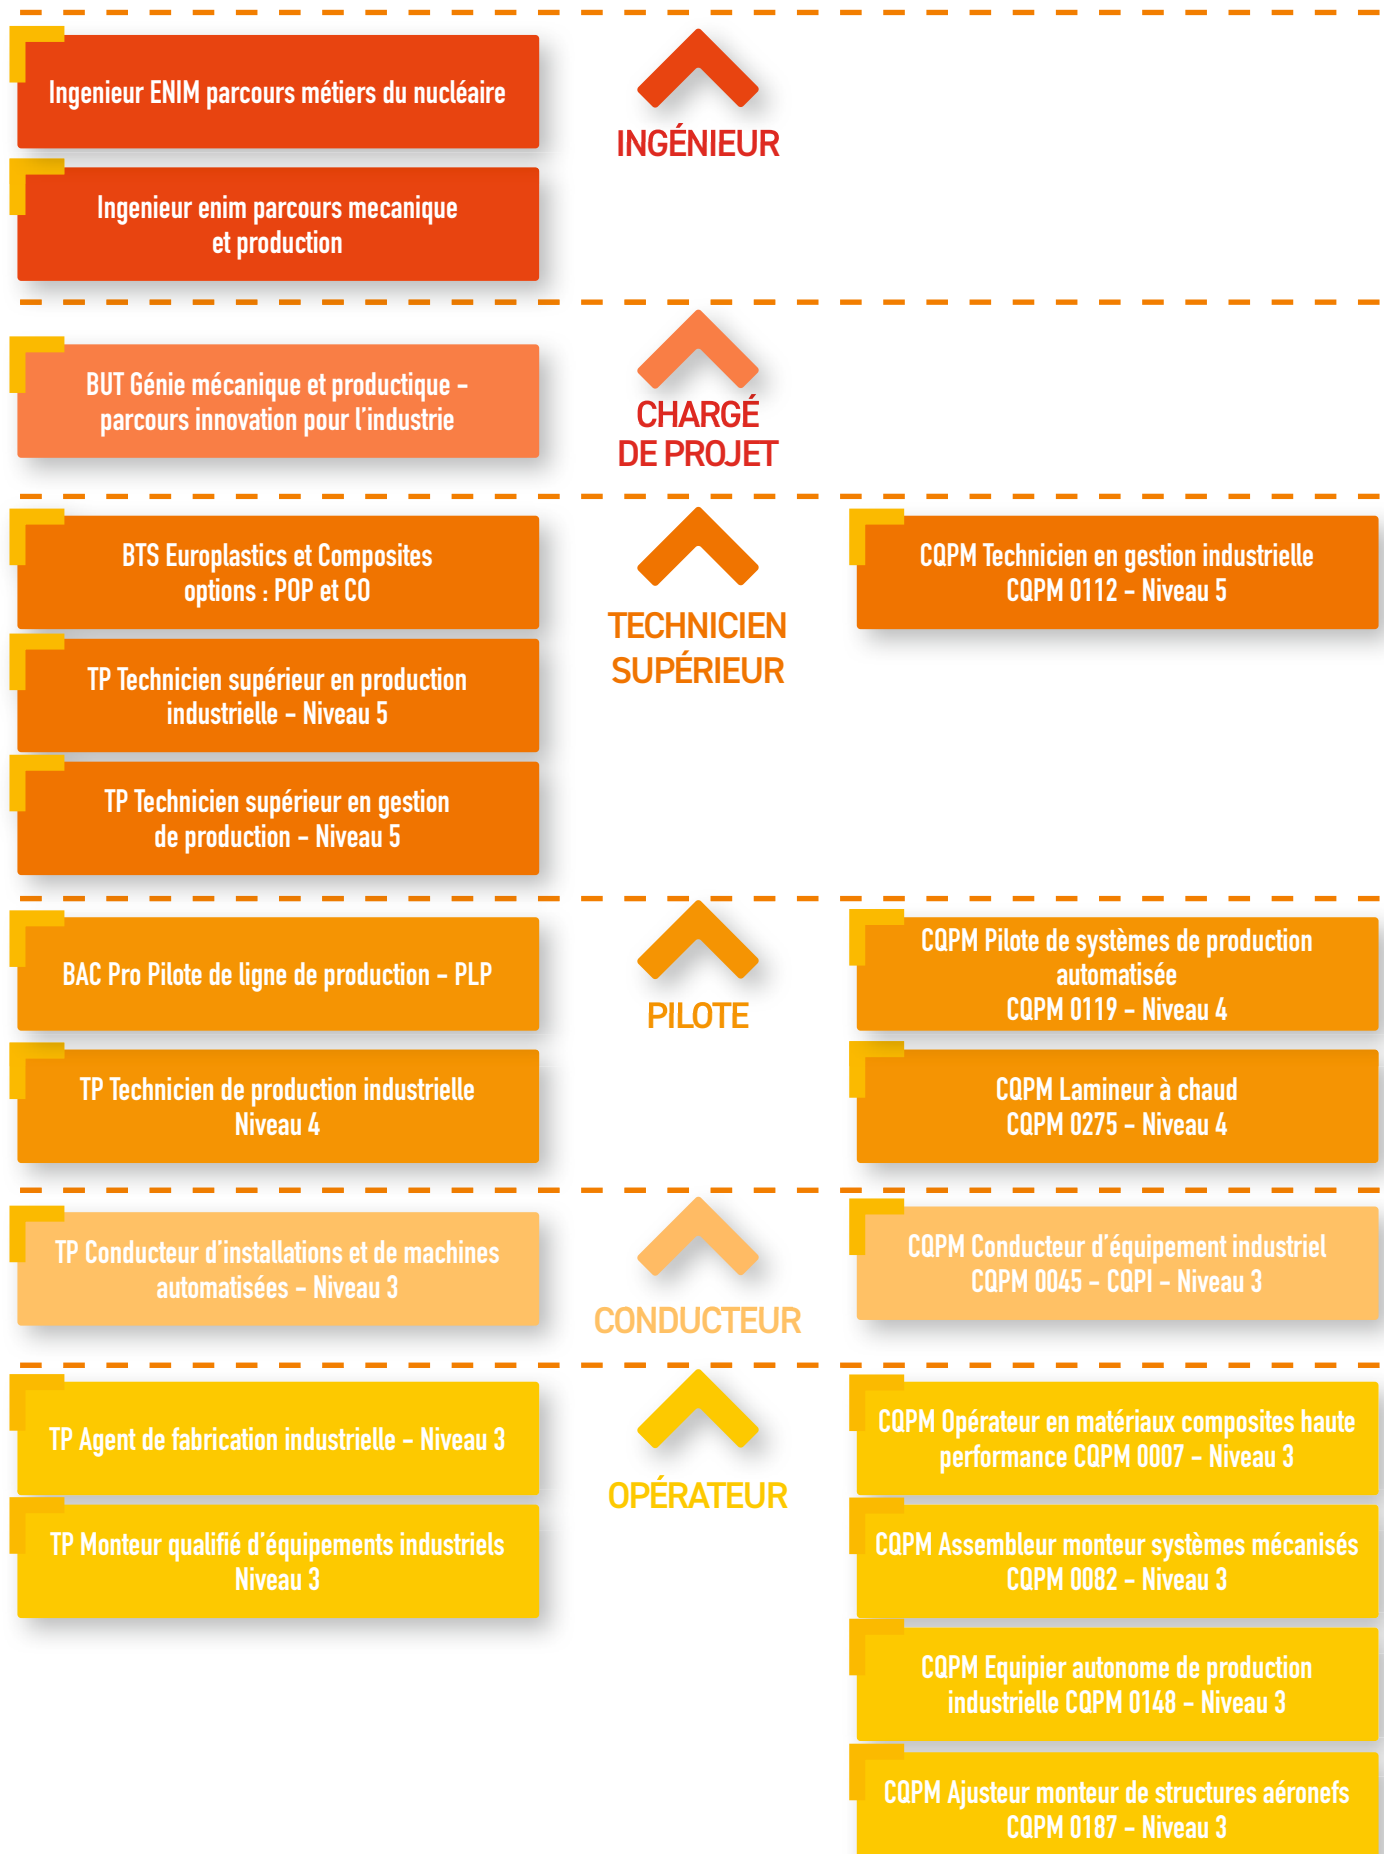 Ingenieur ENIM parcours métiers du nucléaire
INGÉNIEUR
Ingenieur enim parcours mecanique
et production
BUT Génie mécanique et productique –
parcours innovation pour l'industrie
CHARGÉ
DE PROJET
BTS Europlastics et Composites
options : POP et CO
TECHNICIEN
SUPÉRIEUR
CQPM Technicien en gestion industrielle
CQPM 0112 – Niveau 5
TP Technicien supérieur en production
industrielle – Niveau 5
TP Technicien supérieur en gestion
de production – Niveau 5
BAC Pro Pilote de ligne de production – PLP
PILOTE
CQPM Pilote de systèmes de production
automatisée
CQPM 0119 – Niveau 4
TP Technicien de production industrielle
Niveau 4
CQPM Lamineur à chaud
CQPM 0275 – Niveau 4
TP Conducteur d'installations et de machines
automatisées – Niveau 3
CONDUCTEUR
CQPM Conducteur d'équipement industriel
CQPM 0045 – CQPI – Niveau 3
TP Agent de fabrication industrielle – Niveau 3
OPÉRATEUR
CQPM Opérateur en matériaux composites haute
performance CQPM 0007 – Niveau 3
TP Monteur qualifié d'équipements industriels
Niveau 3
CQPM Assembleur monteur systèmes mécanisés
CQPM 0082 – Niveau 3
CQPM Equipier autonome de production
industrielle CQPM 0148 – Niveau 3
CQPM Ajusteur monteur de structures aéronefs
CQPM 0187 – Niveau 3